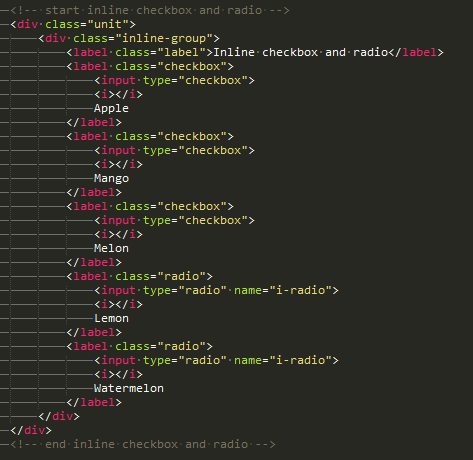 <!-- start inline checkbox and radio -->
<div class="unit">
<div class="inline-group">
<label class="label">Inline checkbox and radio</label>
<label class="checkbox">
<input type="checkbox">
<i></i>
Apple
</label>
<label class="checkbox">
<input type="checkbox">
<i></i>
Mango
</label>
<label class="checkbox">
<input type="checkbox">
<i></i>
Melon
</label>
<label class="radio">
<input type="radio" name="i-radio">
<i></i>
Lemon
</label>
<label class="radio">
<input type="radio" name="i-radio">
<i></i>
Watermelon
</label>
</div>
</div>
<!-- end inline checkbox and radio -->